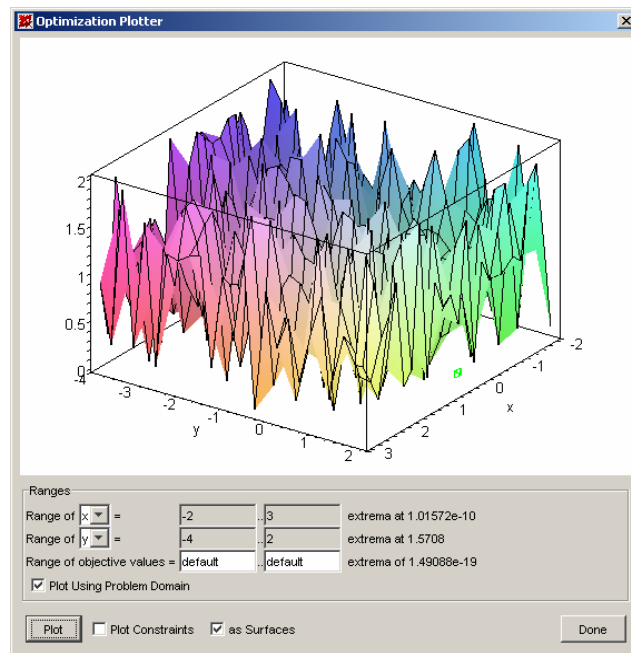 Optimization Plotter
2
1.5
1
0.5
0
-4
-3
-2
-1
0
1
2
y
3
2
1
0
-1
-2
x
Ranges
Range of x = -2 .. 3 extrema at 1.01572e-10
Range of y = -4 .. 2 extrema at 1.5708
Range of objective values = default .. default extrema of 1.49088e-19
Plot Using Problem Domain
Plot Plot Constraints as Surfaces Done